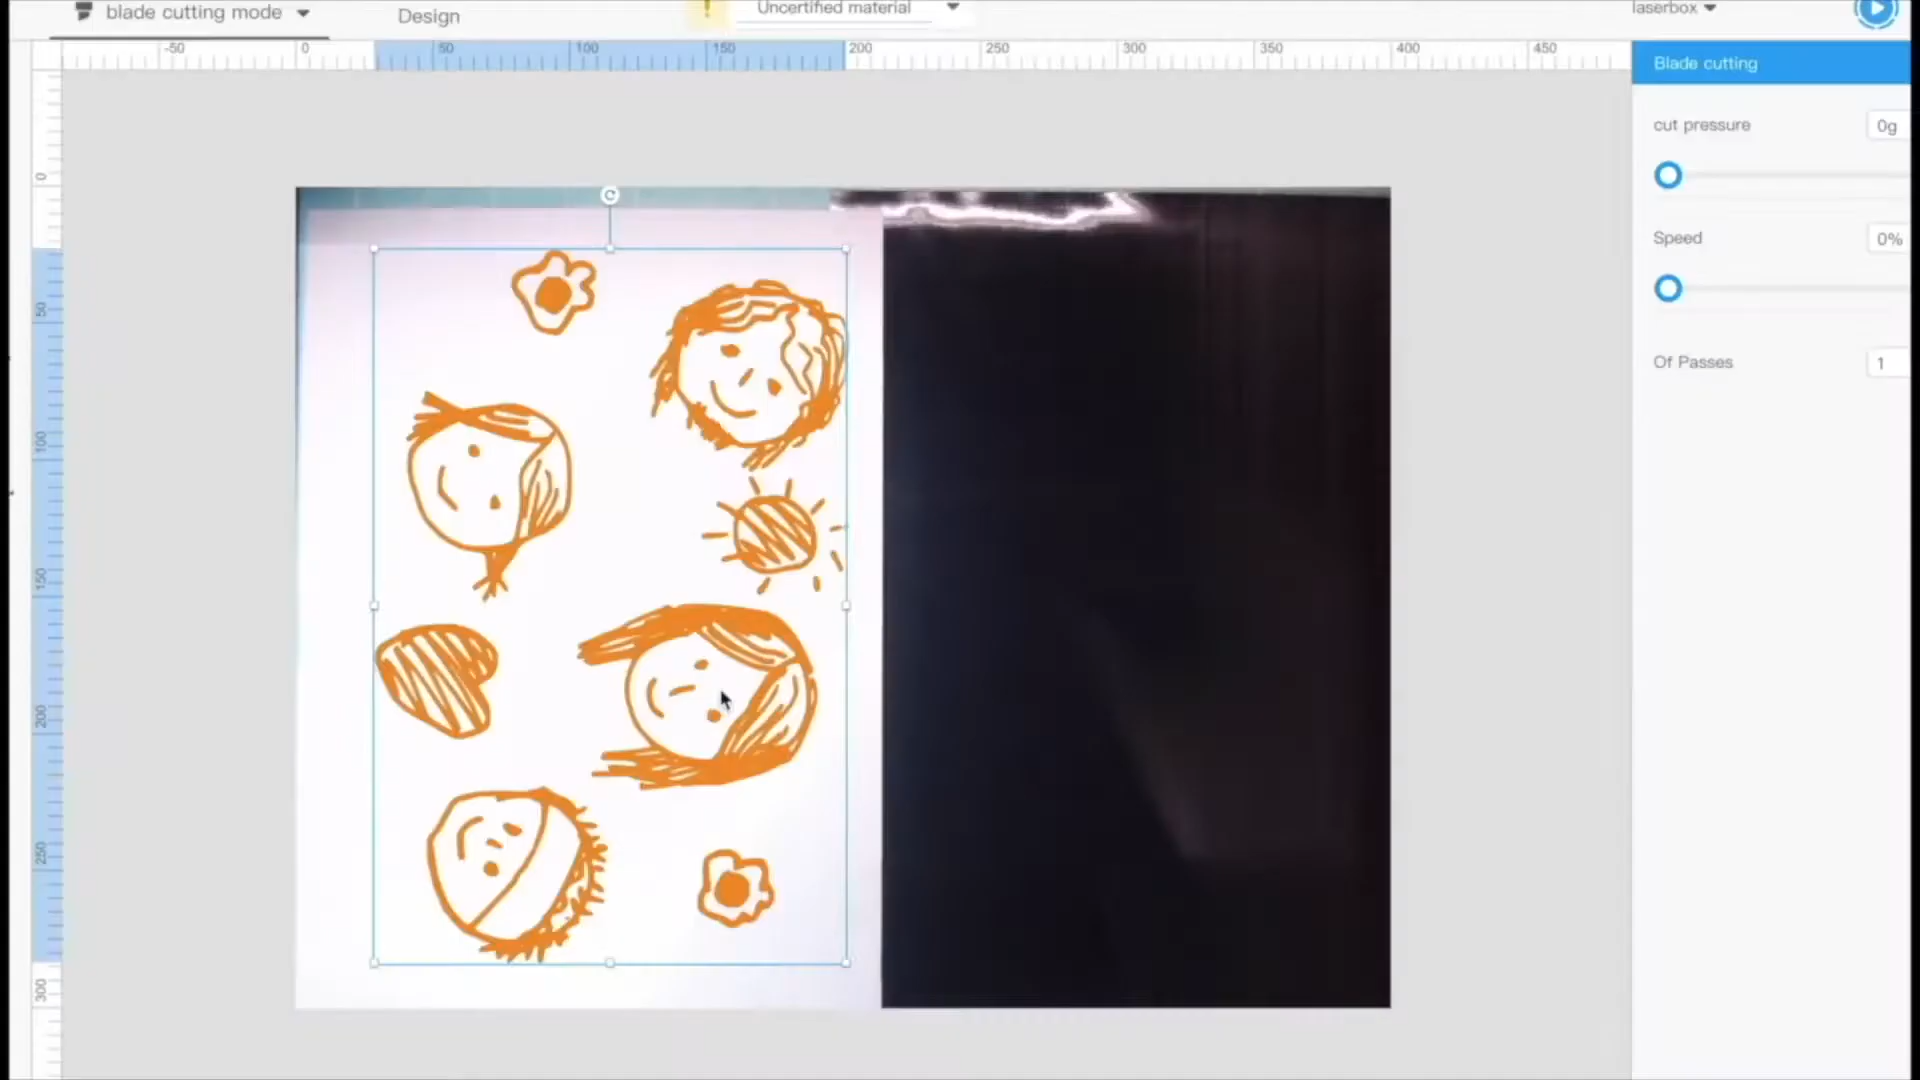 blade cutting mode
Design
!
Uncertified material
laserbox
-50 0 50 100 150 200 250 300 350 400 450
Blade cutting
cut pressure
0g
Speed
0%
Of Passes
1
0
50
100
150
200
250
300